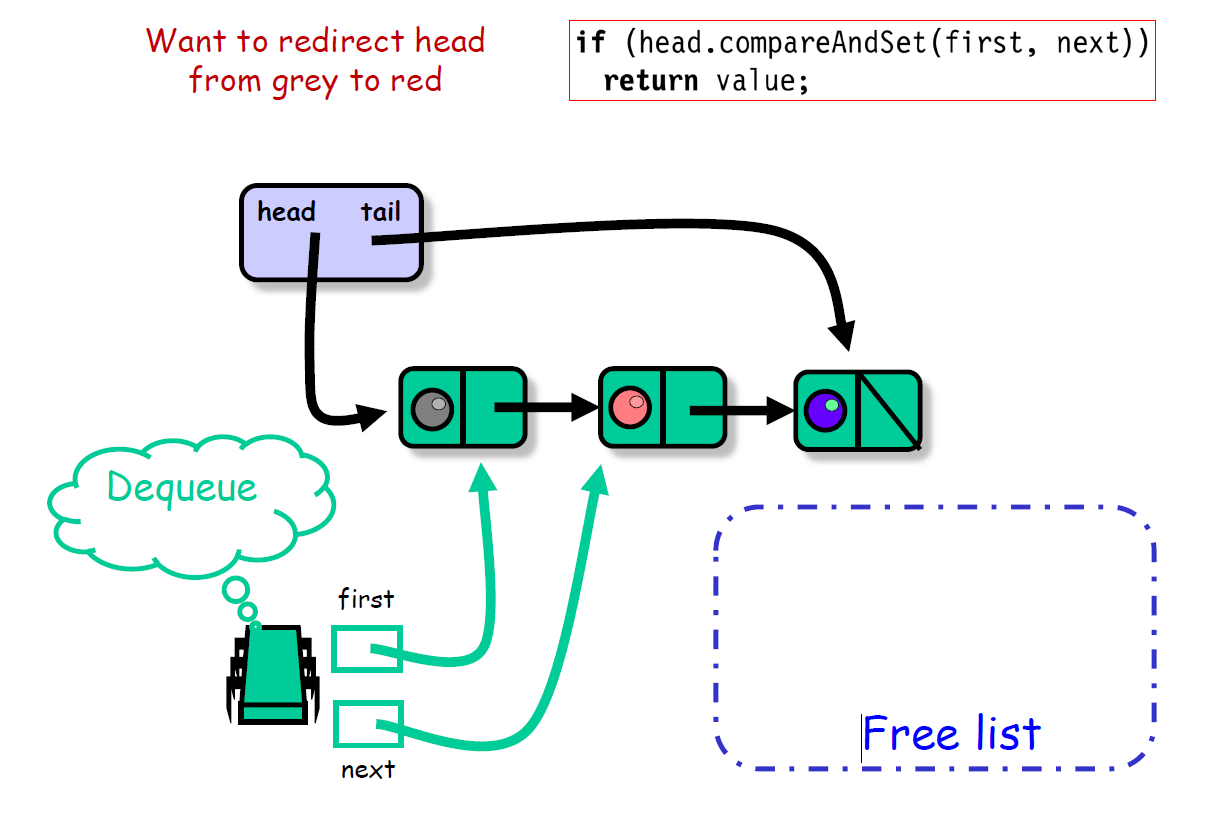 Want to redirect head
from grey to red
if (head.compareAndSet(first, next))
return value;
head tail
Dequeue
first
next
Free list